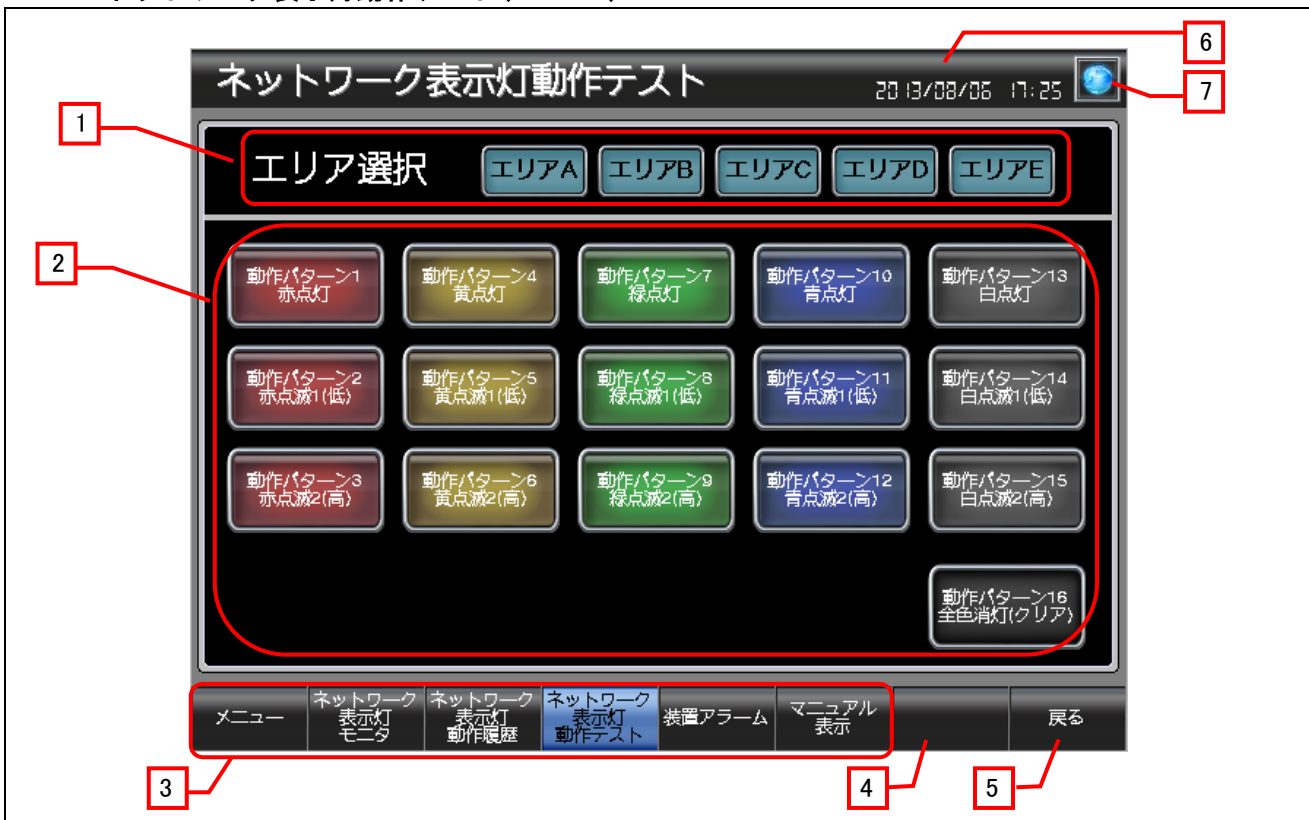 6
ネットワーク表示灯動作テスト
2013/08/06 17:25
7
1
エリア選択
エリアA
エリアB
エリアC
エリアD
エリアE
2
動作パターン1
赤点灯
動作パターン4
黄点灯
動作パターン7
緑点灯
動作パターン10
青点灯
動作パターン13
白点灯
動作パターン2
赤点滅1(低)
動作パターン5
黄点滅1(低)
動作パターン8
緑点滅1(低)
動作パターン11
青点滅1(低)
動作パターン14
白点滅1(低)
動作パターン3
赤点滅2(高)
動作パターン6
黄点滅2(高)
動作パターン9
緑点滅2(高)
動作パターン12
青点滅2(高)
動作パターン15
白点滅2(高)
動作パターン16
全色消灯(クリア)
メニュー
ネットワーク
表示灯
モニタ
ネットワーク
表示灯
動作履歴
ネットワーク
表示灯
動作テスト
装置アラーム
マニュアル
表示
戻る
3
4
5